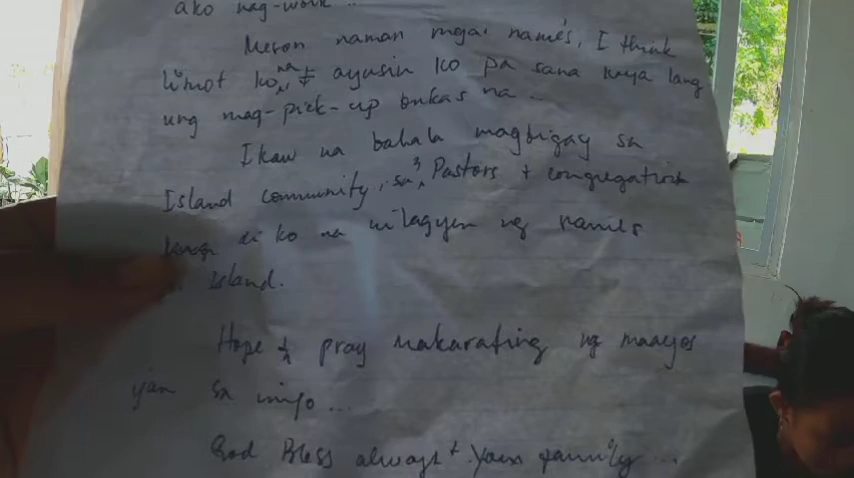 ako nag-work ..
Meron naman mga names, I think
limot ko na + ayusin ko pa sana kaya lang
ung mag-pick-up bukas na ..
Ikaw na bahala magbigay sa
Island community, sa 3 Pastors + congregation
di ko na nilagyan ng names
Island.
Hope & pray makarating ng maayos
yan sa inyo ...
God Bless always + your family ...